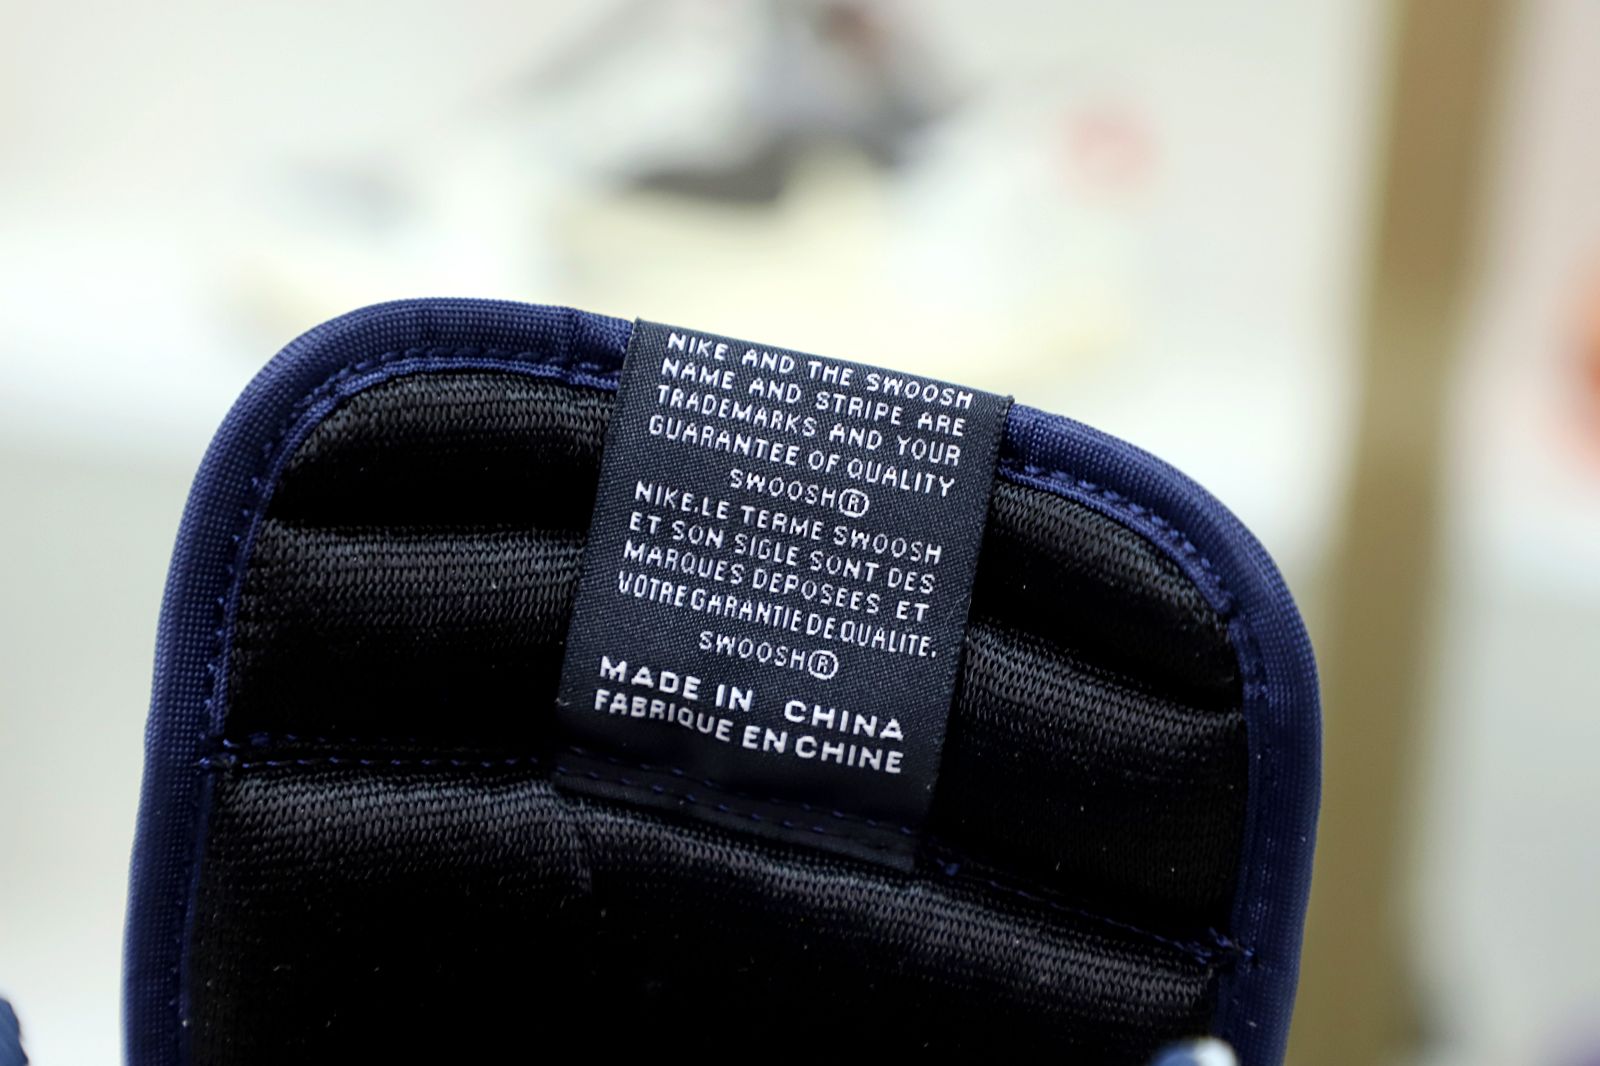 NIKE AND THE SWOOSH
NAME AND STRIPE ARE
TRADEMARKS AND YOUR
GUARANTEE OF QUALITY
SWOOSH®
NIKE.LE TERME SWOOSH
ET SON SIGLE SONT DES
MARQUES DEPOSEES ET
VOTRE GARANTIE DE QUALITE.
SWOOSH®
MADE IN CHINA
FABRIQUE EN CHINE